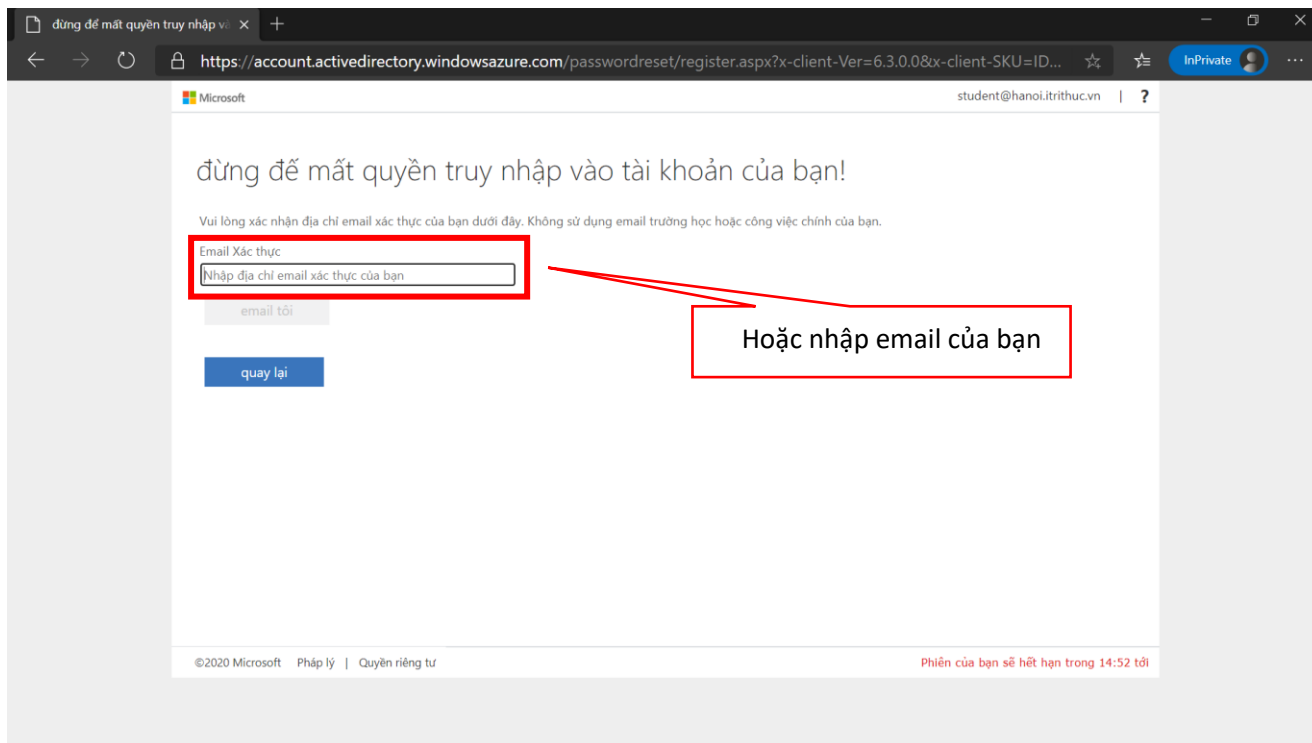 đừng để mất quyền truy nhập và
https://account.activedirectory.windowsazure.com/passwordreset/register.aspx?x-client-Ver=6.3.0.0&x-client-SKU=ID...
InPrivate
Microsoft
student@hanoi.itrithuc.vn | ?
đừng để mất quyền truy nhập vào tài khoản của bạn!
Vui lòng xác nhận địa chỉ email xác thực của bạn dưới đây. Không sử dụng email trường học hoặc công việc chính của bạn.
Email Xác thực
Nhập địa chỉ email xác thực của bạn
email tôi
Hoặc nhập email của bạn
quay lại
©2020 Microsoft Pháp lý | Quyền riêng tư
Phiên của bạn sẽ hết hạn trong 14:52 tới